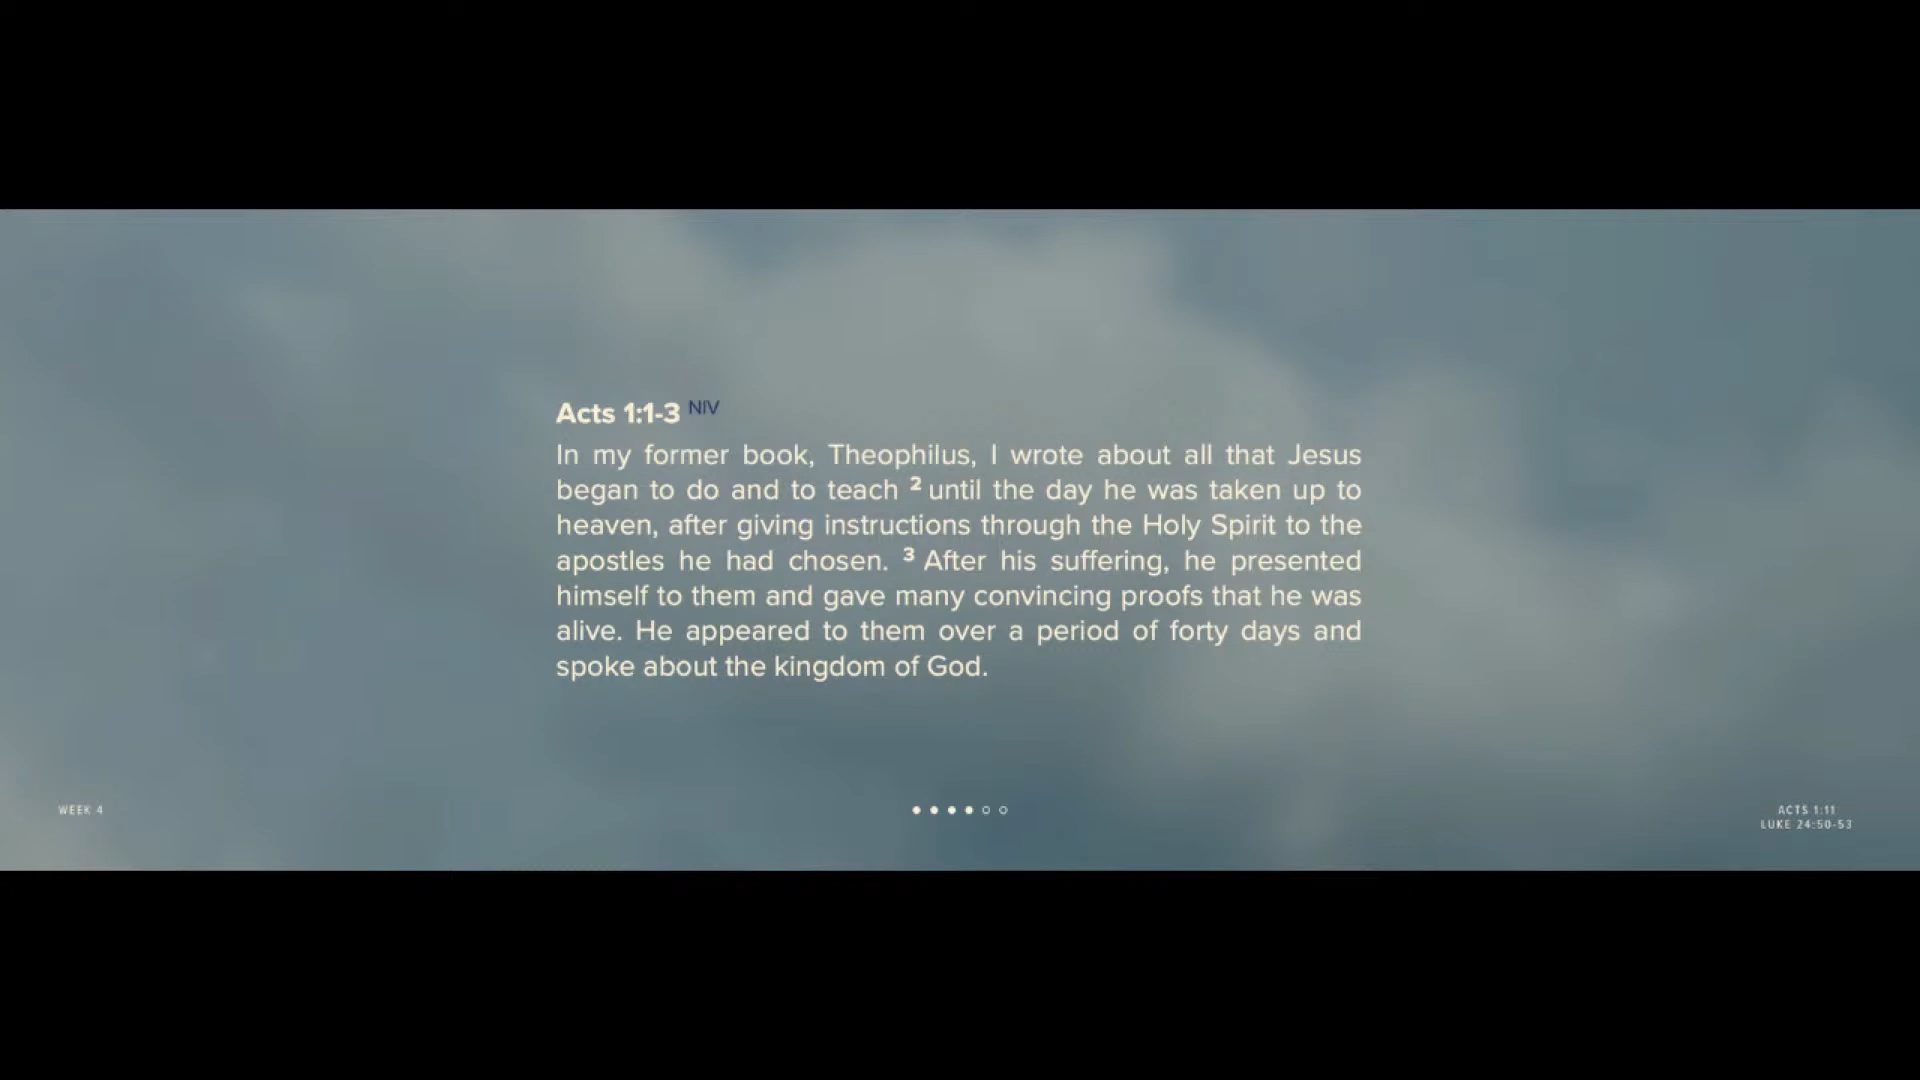 Acts 1:1-3 NIV
In my former book, Theophilus, I wrote about all that Jesus
began to do and to teach 2 until the day he was taken up to
heaven, after giving instructions through the Holy Spirit to the
apostles he had chosen. 3 After his suffering, he presented
himself to them and gave many convincing proofs that he was
alive. He appeared to them over a period of forty days and
spoke about the kingdom of God.
WEEK 4
ACTS 1:11
LUKE 24:50-53